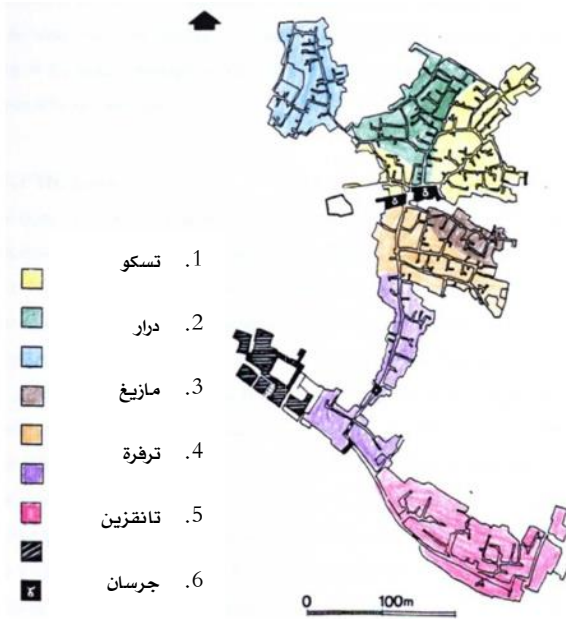 1. تسكو
2. درار
3. مازيغ
4. ترفرة
5. تانقزين
6. جرسان
0 100m